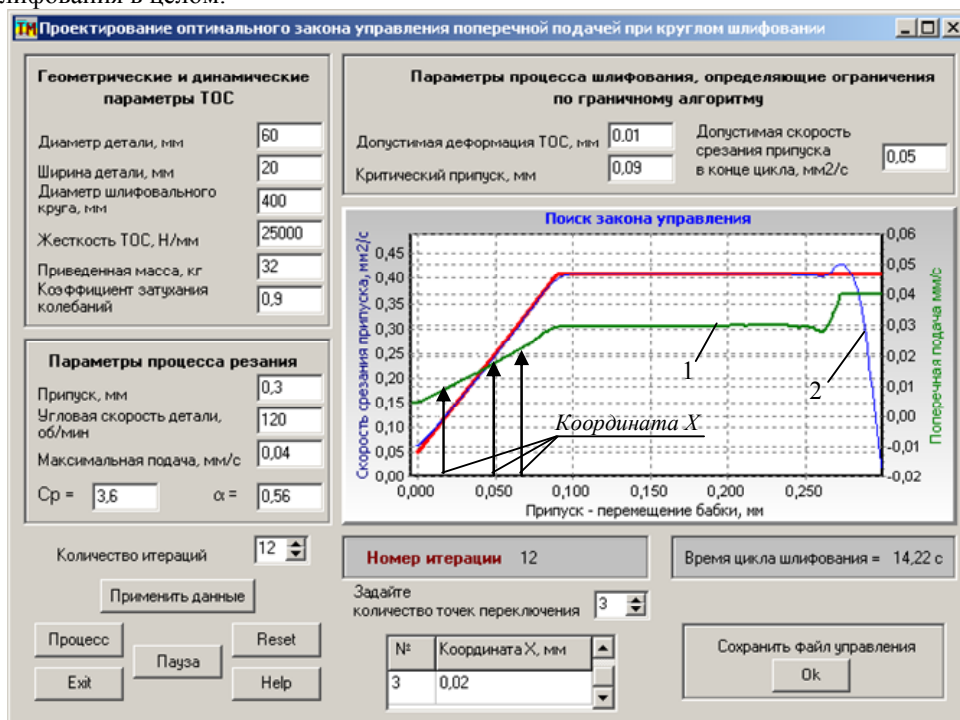 лифования в целом.
TM Проектирование оптимального закона управления поперечной подачей при круглом шлифовании
Геометрические и динамические
параметры ТОС
Диаметр детали, мм 60
Ширина детали, мм 20
Диаметр шлифовального
круга, мм 400
Жесткость ТОС, Н/мм 25000
Приведенная масса, кг 32
Коэффициент затухания
колебаний 0,9
Параметры процесса резания
Припуск, мм 0,3
Угловая скорость детали,
об/мин 120
Максимальная подача, мм/с 0,04
Cp = 3,6 α = 0,56
Количество итераций 12
Применить данные
Процесс
Reset
Пауза
Exit
Help
Параметры процесса шлифования, определяющие ограничения
по граничному алгоритму
Допустимая деформация ТОС, мм 0.01
Критический припуск, мм 0,09
Допустимая скорость
срезания припуска
в конце цикла, мм2/с 0,05
Поиск закона управления
Скорость срезания припуска, мм2/с
0,45
0,40
0,35
0,30
0,25
0,20
0,15
0,10
0,05
0,00
0,06
0,05
0,04
0,03
0,02
0,01
0,00
-0,01
-0,02
Поперечная подача мм/с
1
2
Координата X
0,000 0,050 0,100 0,150 0,200 0,250
Припуск - перемещение бабки, мм
Номер итерации 12
Время цикла шлифования = 14,22 с
Задайте
количество точек переключения 3
№ Координата X, мм
3 0,02
Сохранить файл управления
Ok